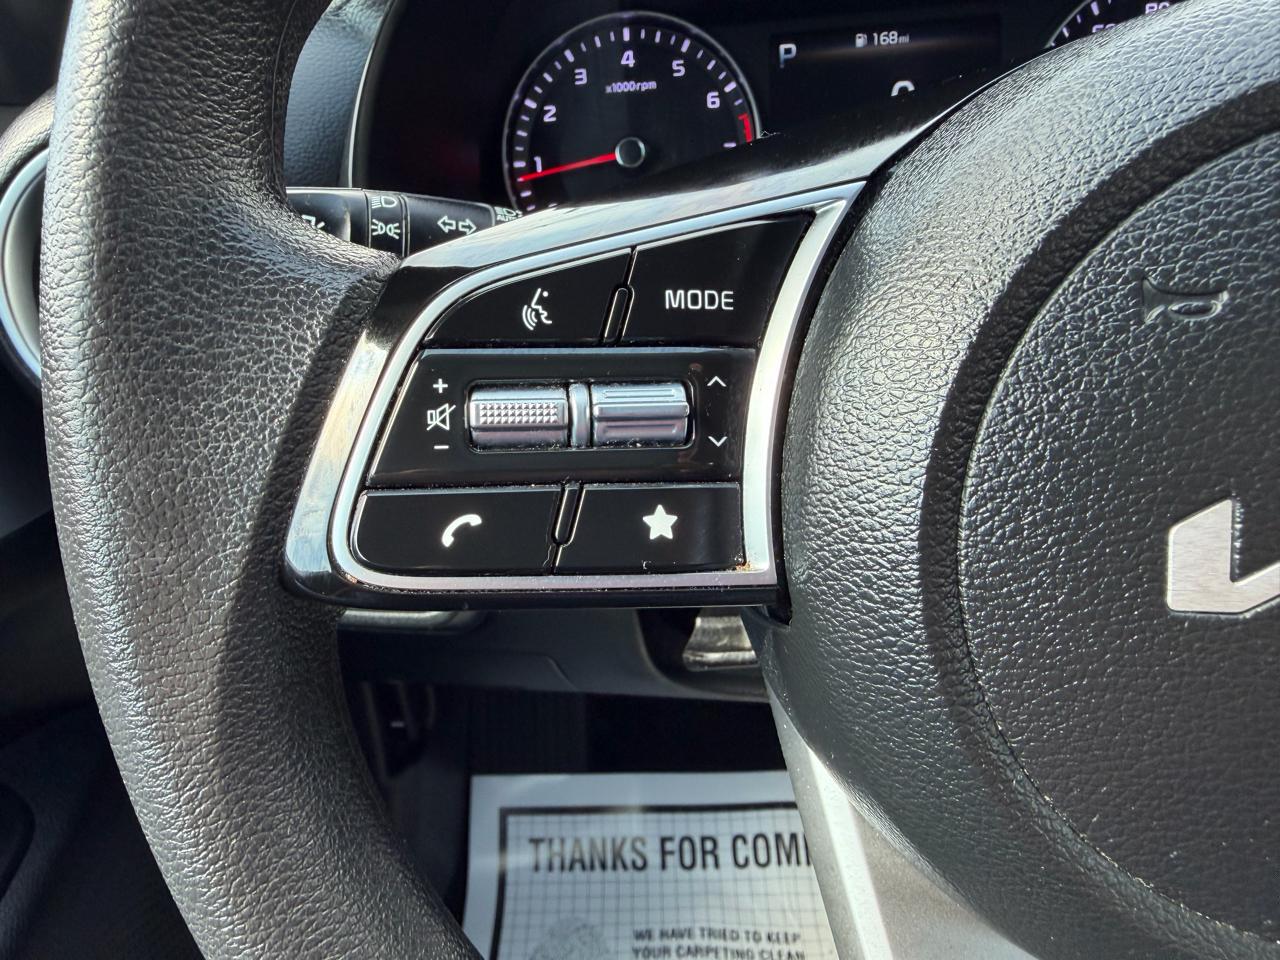 4
3
5
2
x1000rpm
6
1
P
168mi
MODE
+
-
THANKS FOR COM
WE HAVE TRIED TO KEEP
YOUR CARPETING CLEAN